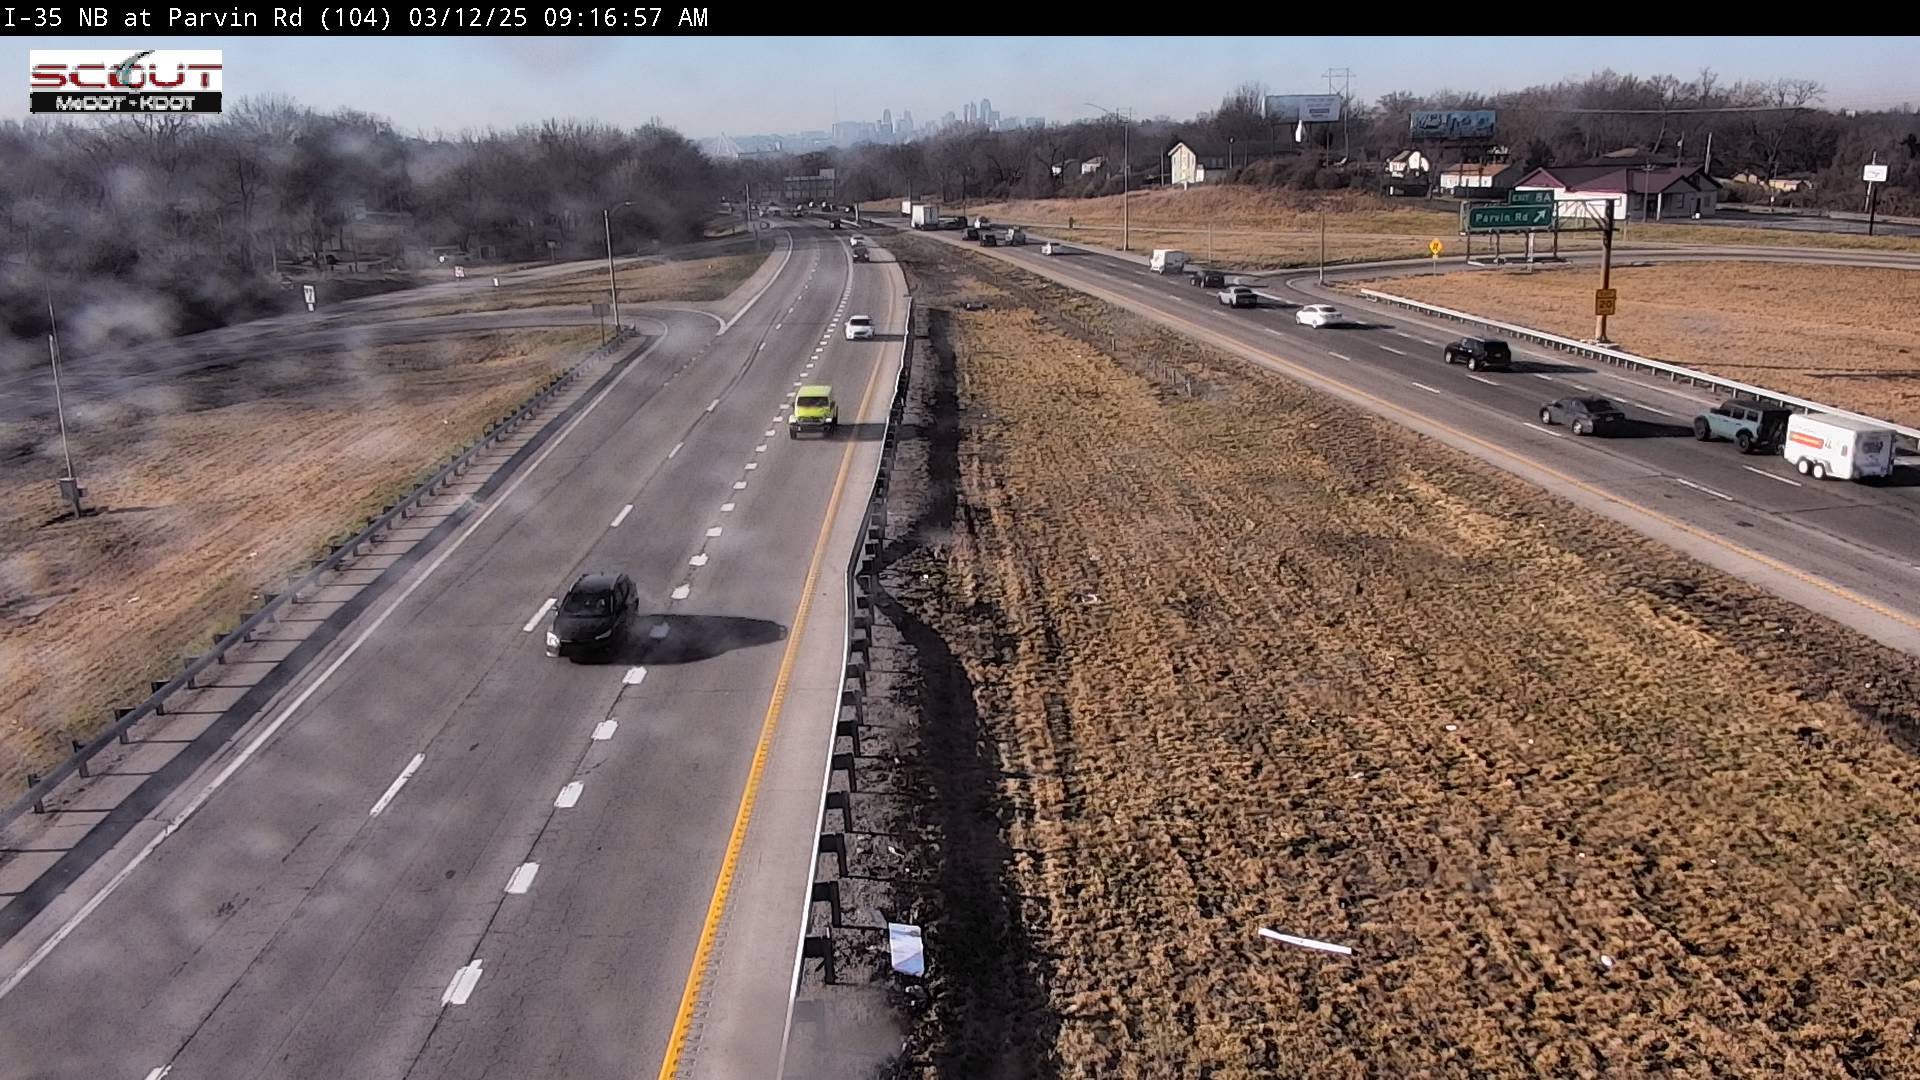 I-35 NB at Parvin Rd (104) 03/12/25 09:16:57 AM
SCOUT
MoDOT - KDOT
EXIT 8A
Parvin Rd